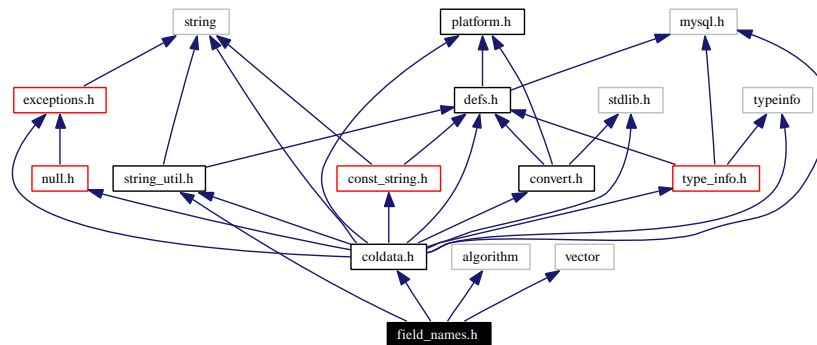 string
platform.h
mysql.h
exceptions.h
defs.h
stdlib.h
typeinfo
null.h
string_util.h
const_string.h
convert.h
type_info.h
coldata.h
algorithm
vector
field_names.h